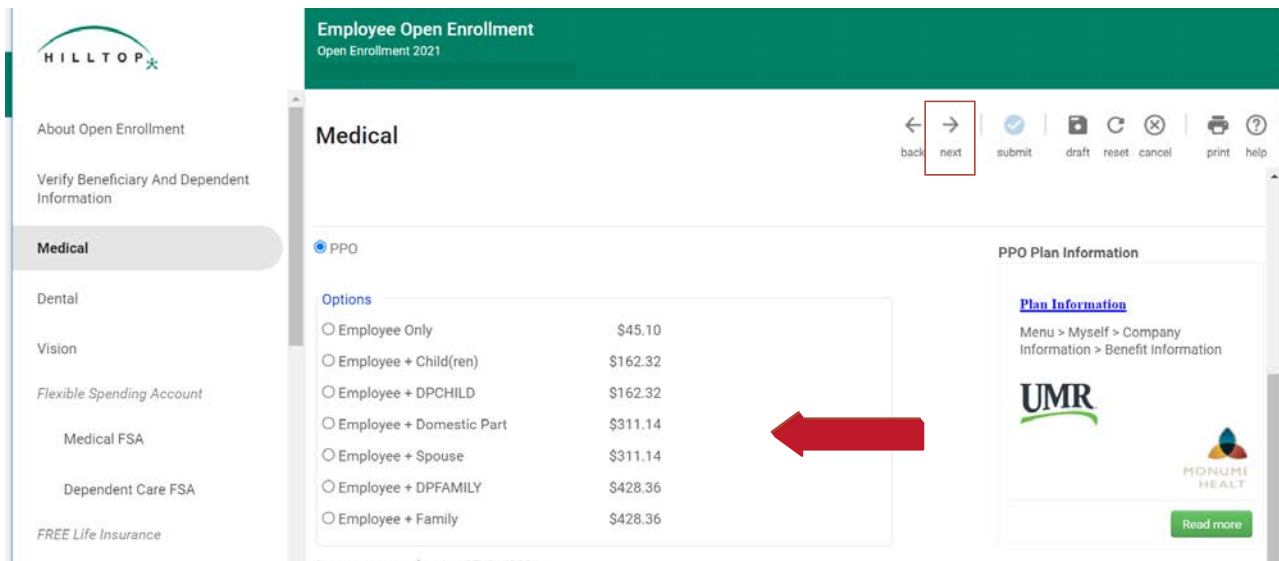 HILLTOP
Employee Open Enrollment
Open Enrollment 2021
About Open Enrollment
Verify Beneficiary And Dependent
Information
Medical
Dental
Vision
Flexible Spending Account
Medical FSA
Dependent Care FSA
FREE Life Insurance
Medical
back next submit draft reset cancel print help
PPO
Options
Employee Only $45.10
Employee + Child(ren) $162.32
Employee + DPCHILD $162.32
Employee + Domestic Part $311.14
Employee + Spouse $311.14
Employee + DPFAMILY $428.36
Employee + Family $428.36
PPO Plan Information
Plan Information
Menu > Myself > Company
Information > Benefit Information
UMR
MONUME
HEALT
Read more